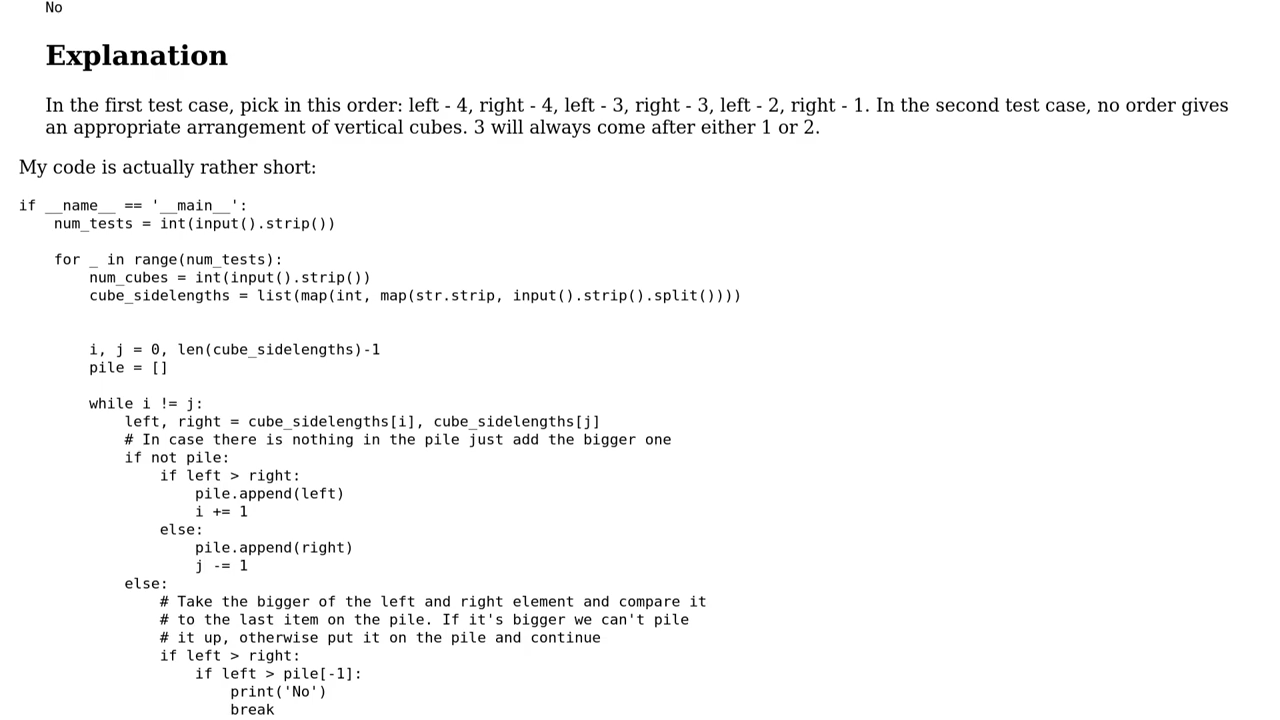 No
Explanation
In the first test case, pick in this order: left - 4, right - 4, left - 3, right - 3, left - 2, right - 1. In the second test case, no order gives
an appropriate arrangement of vertical cubes. 3 will always come after either 1 or 2.
My code is actually rather short:
if __name__ == '__main__':
    num_tests = int(input().strip())
    for _ in range(num_tests):
        num_cubes = int(input().strip())
        cube_sidelengths = list(map(int, map(str.strip, input().strip().split())))
        i, j = 0, len(cube_sidelengths)-1
        pile = []
        while i != j:
            left, right = cube_sidelengths[i], cube_sidelengths[j]
            # In case there is nothing in the pile just add the bigger one
            if not pile:
                if left > right:
                    pile.append(left)
                    i += 1
                else:
                    pile.append(right)
                    j -= 1
            else:
                # Take the bigger of the left and right element and compare it
                # to the last item on the pile. If it's bigger we can't pile
                # it up, otherwise put it on the pile and continue
                if left > right:
                    if left > pile[-1]:
                        print('No')
                        break